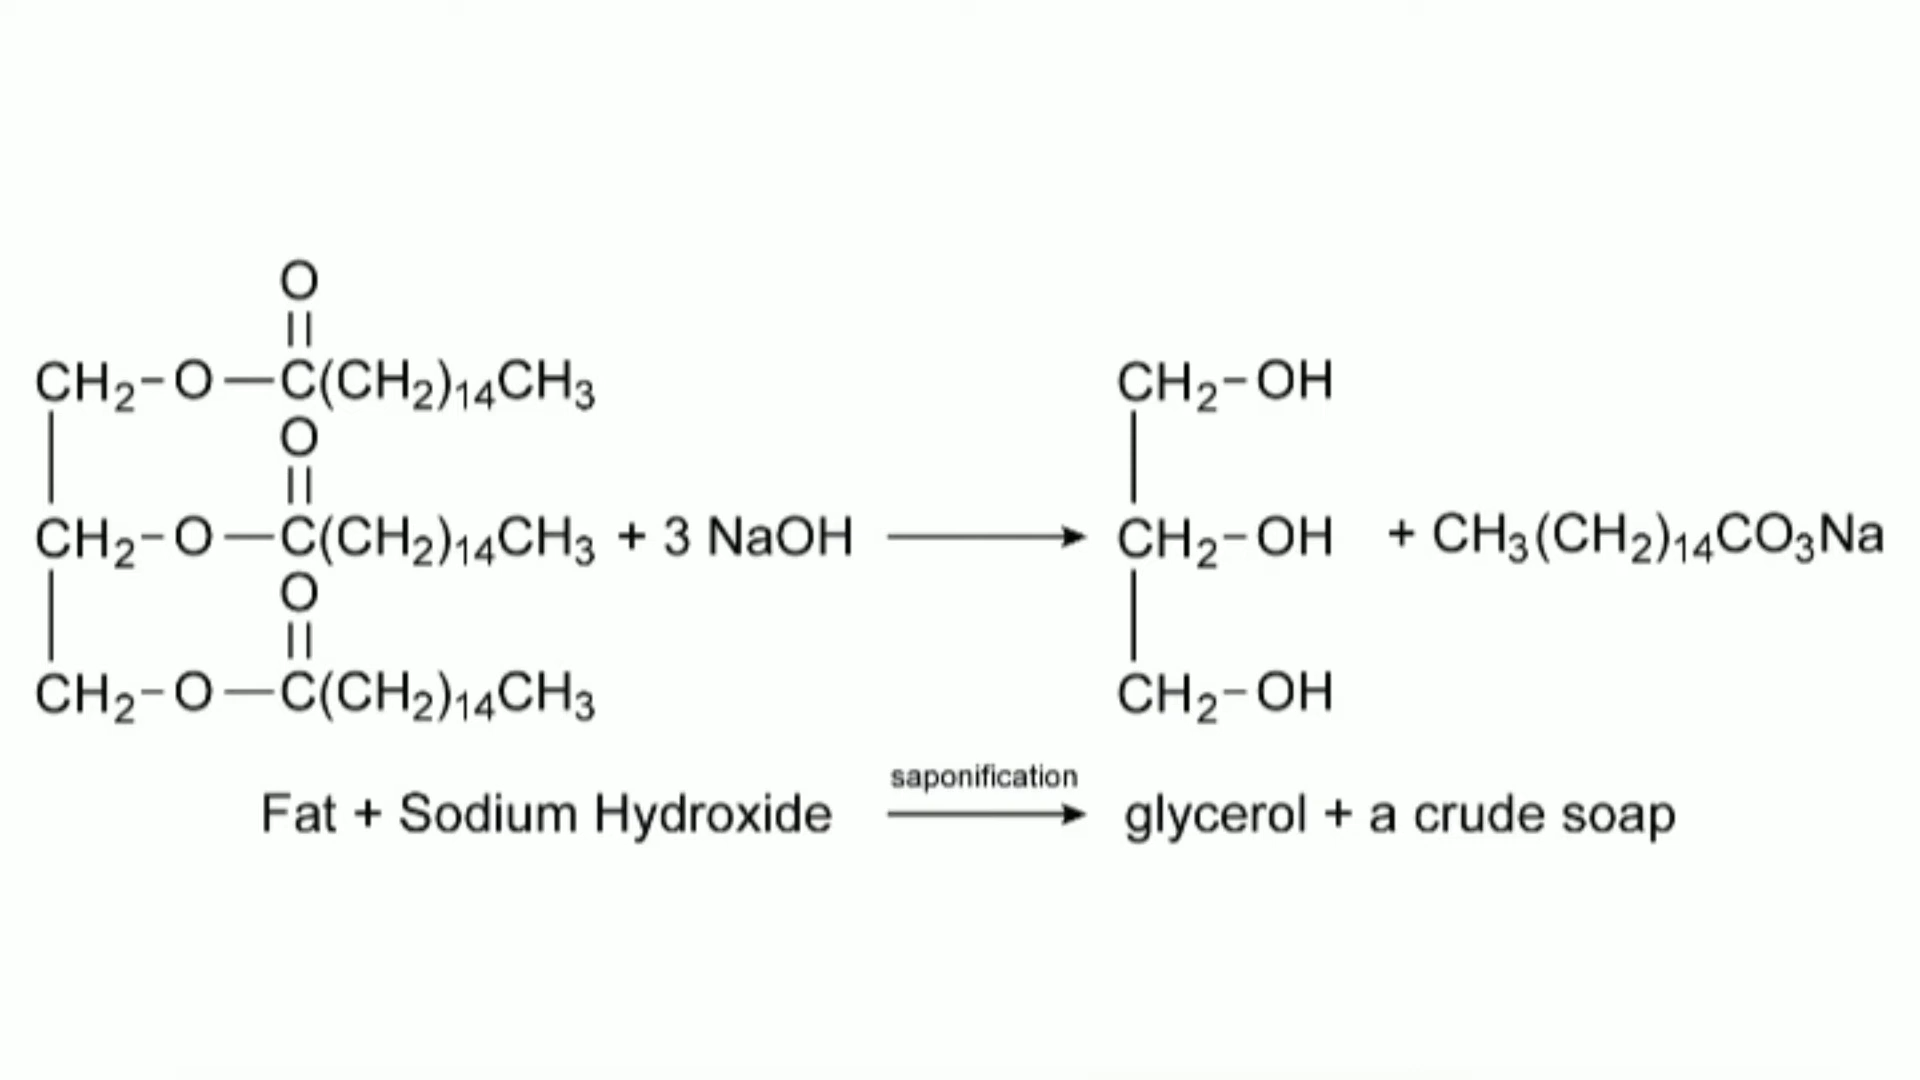 O
||
CH₂-O—C(CH₂)₁₄CH₃
O
||
CH₂-O—C(CH₂)₁₄CH₃ + 3 NaOH
O
||
CH₂-O—C(CH₂)₁₄CH₃
CH₂-OH
CH₂-OH + CH₃(CH₂)₁₄CO₃Na
CH₂-OH
saponification
Fat + Sodium Hydroxide → glycerol + a crude soap